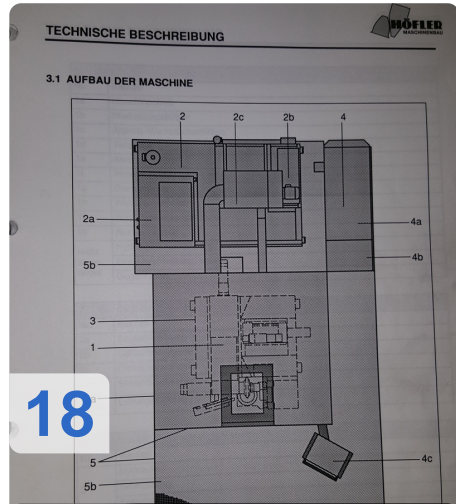 HÖFLER
MASCHINENBAU
TECHNISCHE BESCHREIBUNG
3.1 AUFBAU DER MASCHINE
2 2c 2b 4
2a
4a
5b
4b
3
1
18
5
4c
5b